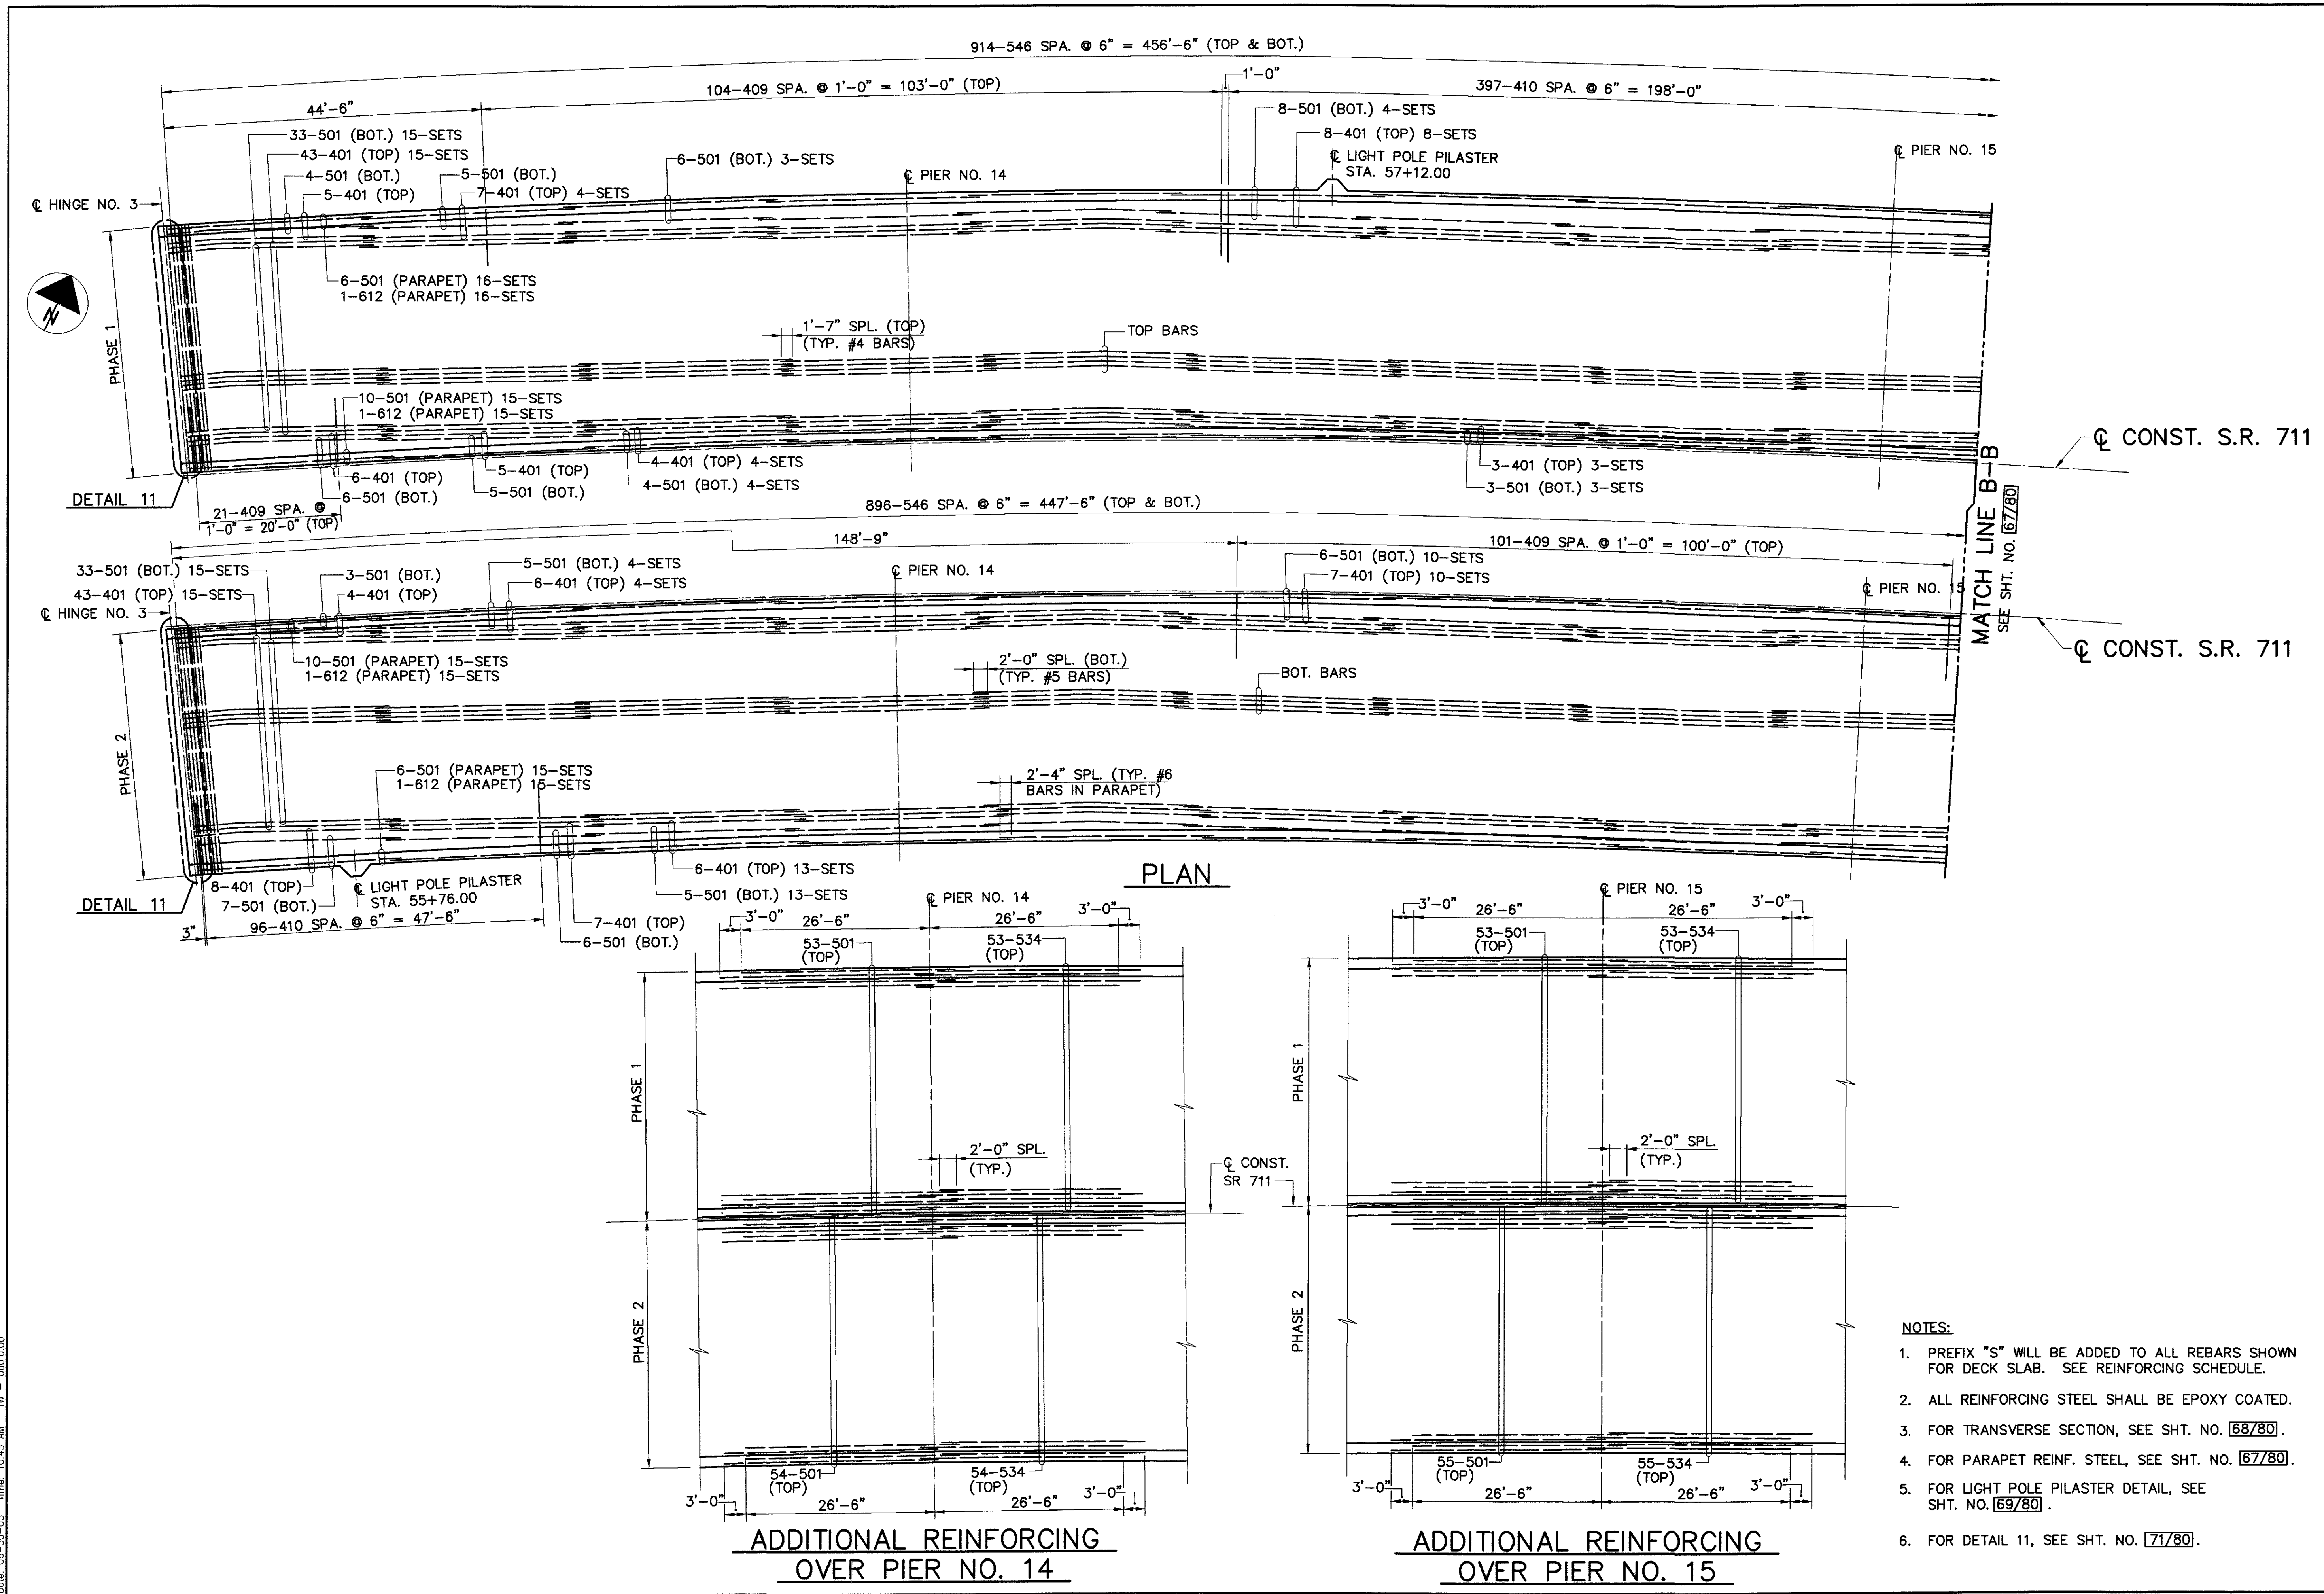 914-546 SPA. @ 6" = 456'-6" (TOP & BOT.)
1'-0"
104-409 SPA. @ 1'-0" = 103'-0" (TOP)
397-410 SPA. @ 6" = 198'-0"
44'-6"
8-501 (BOT.) 4-SETS
33-501 (BOT.) 15-SETS
8-401 (TOP) 8-SETS
43-401 (TOP) 15-SETS
6-501 (BOT.) 3-SETS
℄ LIGHT POLE PILASTER
STA. 57+12.00
℄ PIER NO. 15
4-501 (BOT.)
5-501 (BOT.)
℄ PIER NO. 14
5-401 (TOP)
7-401 (TOP) 4-SETS
℄ HINGE NO. 3
6-501 (PARAPET) 16-SETS
1-612 (PARAPET) 16-SETS
N
PHASE 1
1'-7" SPL. (TOP)
(TYP. #4 BARS)
TOP BARS
10-501 (PARAPET) 15-SETS
1-612 (PARAPET) 15-SETS
℄ CONST. S.R. 711
4-401 (TOP) 4-SETS
3-401 (TOP) 3-SETS
5-401 (TOP)
6-401 (TOP)
4-501 (BOT.) 4-SETS
3-501 (BOT.) 3-SETS
5-501 (BOT.)
6-501 (BOT.)
DETAIL 11
21-409 SPA. @
1'-0" = 20'-0" (TOP)
896-546 SPA. @ 6" = 447'-6" (TOP & BOT.)
MATCH LINE B-B
SEE SHT. NO. 67/80
148'-9"
101-409 SPA. @ 1'-0" = 100'-0" (TOP)
33-501 (BOT.) 15-SETS
3-501 (BOT.)
5-501 (BOT.) 4-SETS
6-501 (BOT.) 10-SETS
43-401 (TOP) 15-SETS
4-401 (TOP)
6-401 (TOP) 4-SETS
℄ PIER NO. 14
7-401 (TOP) 10-SETS
℄ PIER NO. 15
℄ HINGE NO. 3
℄ CONST. S.R. 711
10-501 (PARAPET) 15-SETS
1-612 (PARAPET) 15-SETS
2'-0" SPL. (BOT.)
(TYP. #5 BARS)
BOT. BARS
PHASE 2
6-501 (PARAPET) 15-SETS
1-612 (PARAPET) 15-SETS
2'-4" SPL. (TYP. #6
BARS IN PARAPET)
6-401 (TOP) 13-SETS
PLAN
8-401 (TOP)
℄ LIGHT POLE PILASTER
STA. 55+76.00
5-501 (BOT.) 13-SETS
7-501 (BOT.)
DETAIL 11
7-401 (TOP)
3"
96-410 SPA. @ 6" = 47'-6"
6-501 (BOT.)
℄ PIER NO. 14
3'-0"
26'-6"
26'-6"
3'-0"
53-501
(TOP)
53-534
(TOP)
PHASE 1
2'-0" SPL.
(TYP.)
℄ CONST.
SR 711
PHASE 2
54-501
(TOP)
54-534
(TOP)
3'-0"
26'-6"
26'-6"
3'-0"
ADDITIONAL REINFORCING
OVER PIER NO. 14
℄ PIER NO. 15
3'-0"
26'-6"
26'-6"
3'-0"
53-501
(TOP)
53-534
(TOP)
PHASE 1
2'-0" SPL.
(TYP.)
PHASE 2
55-501
(TOP)
55-534
(TOP)
3'-0"
26'-6"
26'-6"
3'-0"
ADDITIONAL REINFORCING
OVER PIER NO. 15
NOTES:
1. PREFIX "S" WILL BE ADDED TO ALL REBARS SHOWN
FOR DECK SLAB. SEE REINFORCING SCHEDULE.
2. ALL REINFORCING STEEL SHALL BE EPOXY COATED.
3. FOR TRANSVERSE SECTION, SEE SHT. NO. 68/80.
4. FOR PARAPET REINF. STEEL, SEE SHT. NO. 67/80.
5. FOR LIGHT POLE PILASTER DETAIL, SEE
SHT. NO. 69/80.
6. FOR DETAIL 11, SEE SHT. NO. 71/80.
Time: 10:43 AM